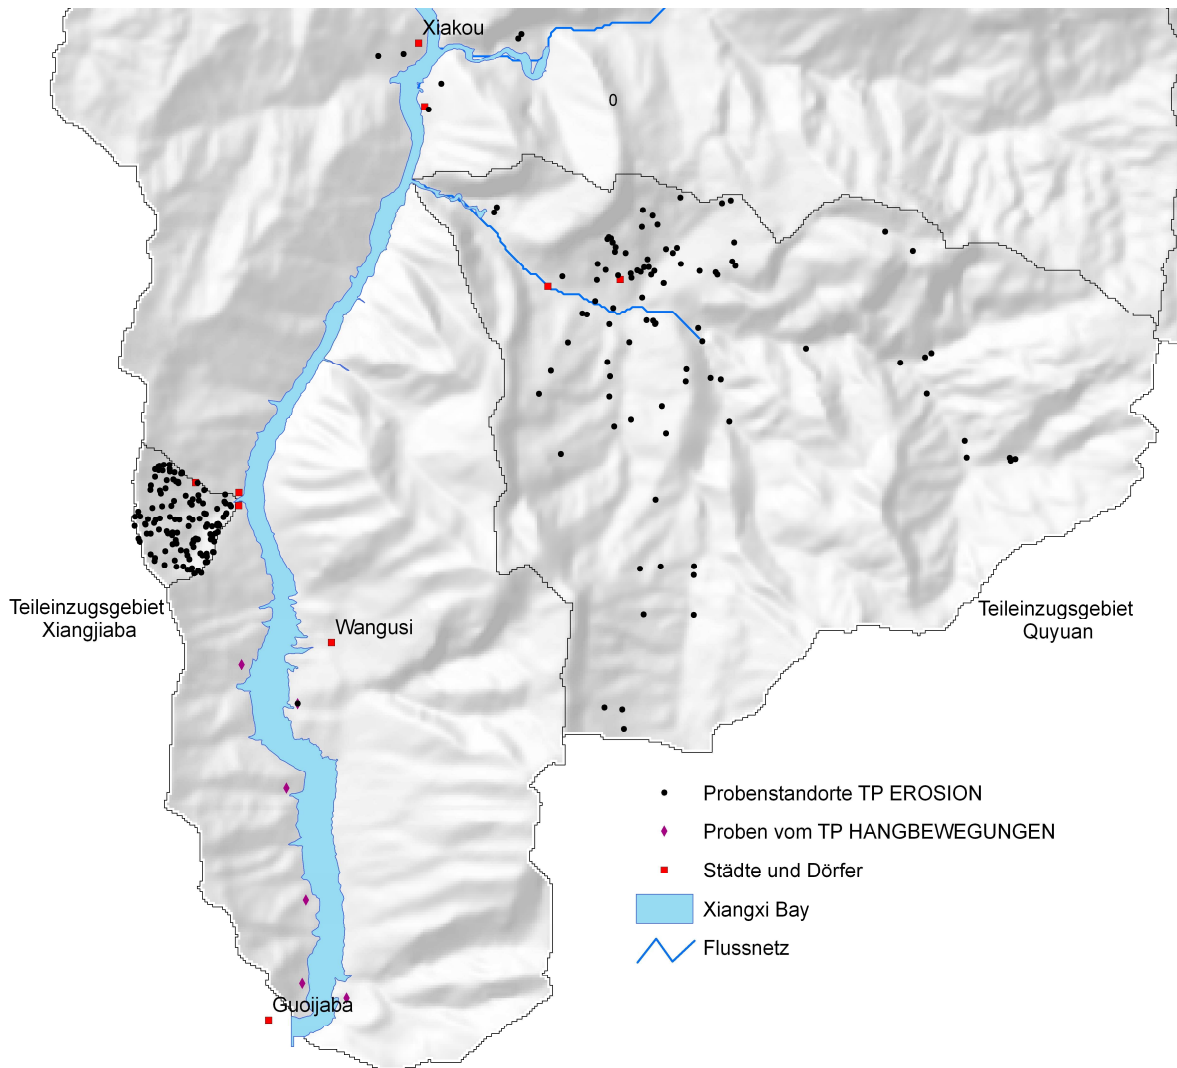 Xiakou
0
Teileinzugsgebiet
Xiangjiaba
Wangusi
Teileinzugsgebiet
Quyuan
Probenstandorte TP EROSION
Proben vom TP HANGBEWEGUNGEN
Städte und Dörfer
Xiangxi Bay
Flussnetz
Guoijaba